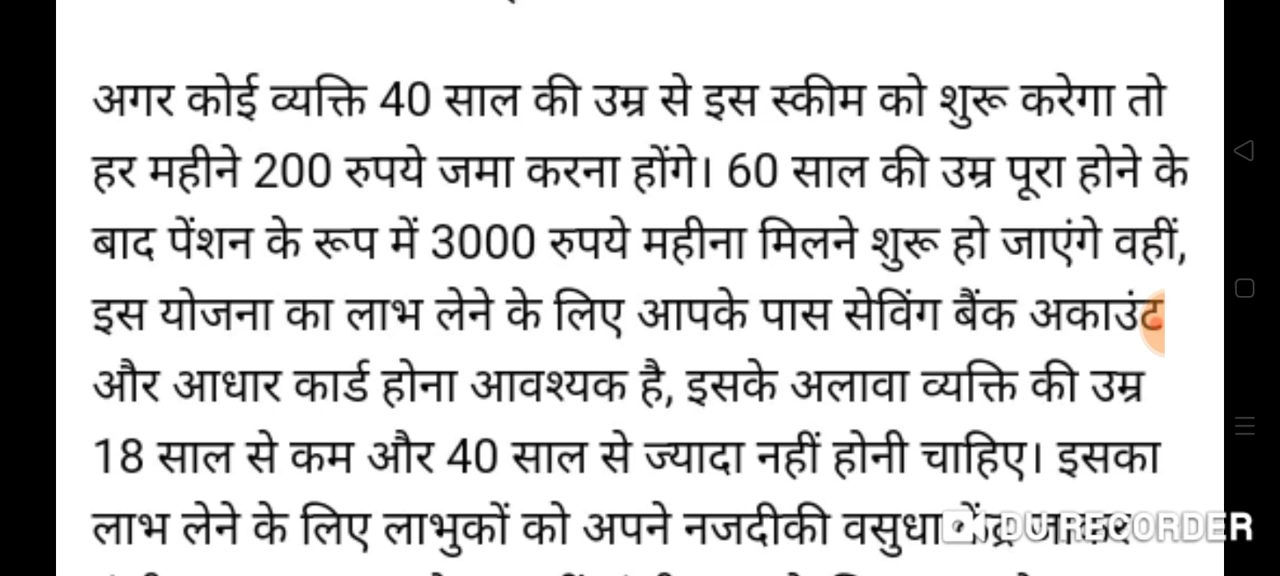 अगर कोई व्यक्ति 40 साल की उम्र से इस स्कीम को शुरू करेगा तो
हर महीने 200 रुपये जमा करना होंगे। 60 साल की उम्र पूरा होने के
बाद पेंशन के रूप में 3000 रुपये महीना मिलने शुरू हो जाएंगे वहीं,
इस योजना का लाभ लेने के लिए आपके पास सेविंग बैंक अकाउंट
और आधार कार्ड होना आवश्यक है, इसके अलावा व्यक्ति की उम्र
18 साल से कम और 40 साल से ज्यादा नहीं होनी चाहिए। इसका
लाभ लेने के लिए लाभुकों को अपने नजदीकी वसुधा
DU RECORDER